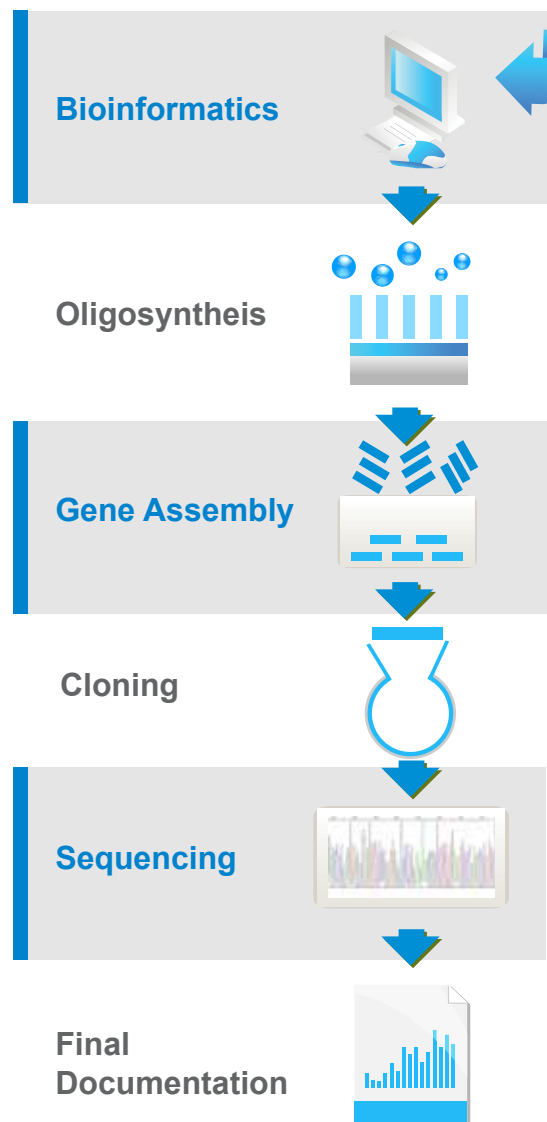 Bioinformatics
Oligosyntheis
Gene Assembly
Cloning
Sequencing
Final
Documentation